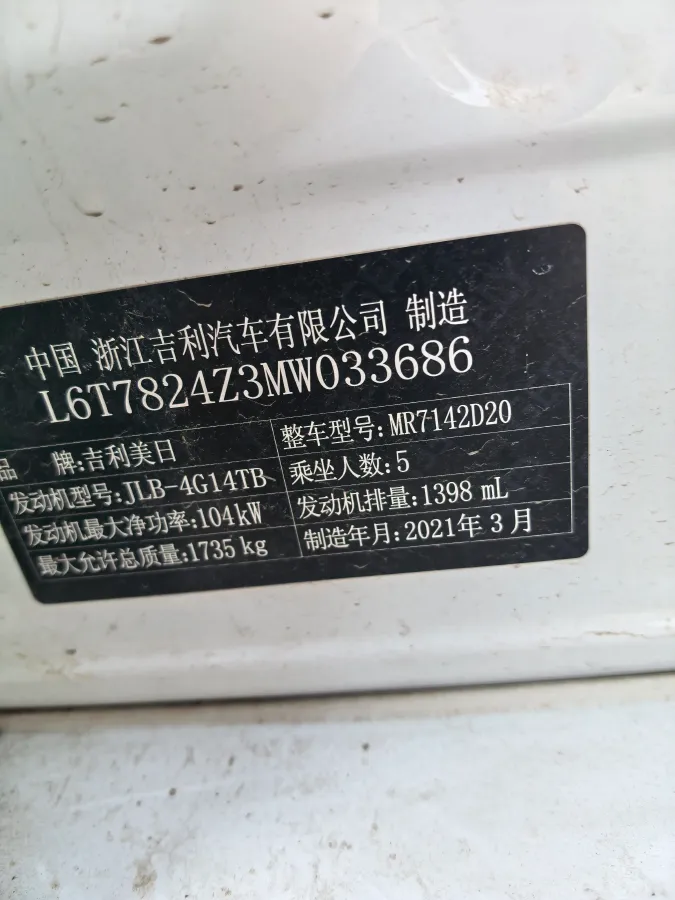 中国 浙江吉利汽车有限公司 制造
L6T7824Z3MW033686
品 牌:吉利美日
整车型号:MR7142D20
发动机型号:JLB-4G14TB
乘坐人数:5
发动机最大净功率:104kW
发动机排量:1398 mL
最大允许总质量:1735 kg
制造年月:2021年3月